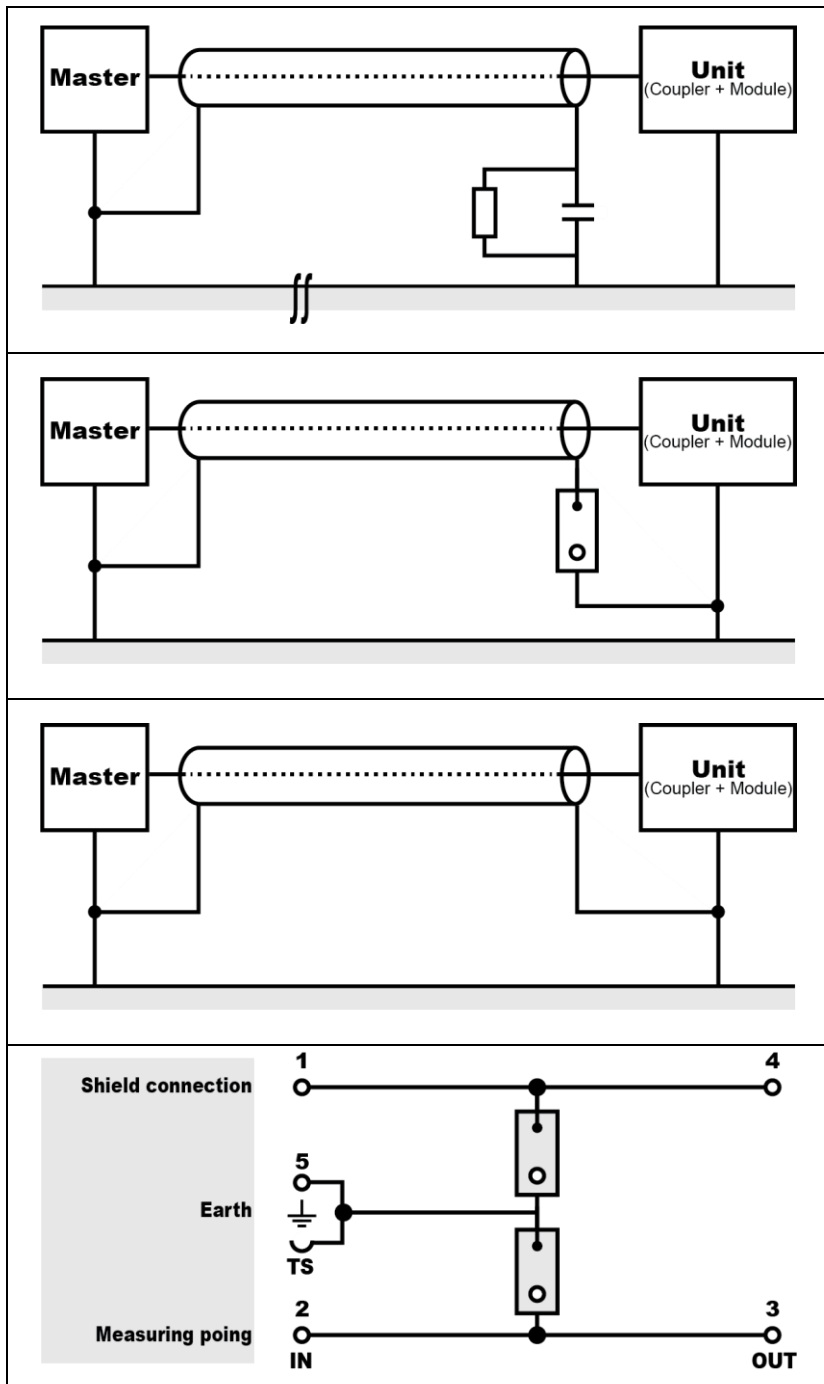 Master
Unit
(Coupler + Module)
Master
Unit
(Coupler + Module)
Master
Unit
(Coupler + Module)
1
4
Shield connection
5
Earth
TS
2
3
Measuring poing
IN
OUT